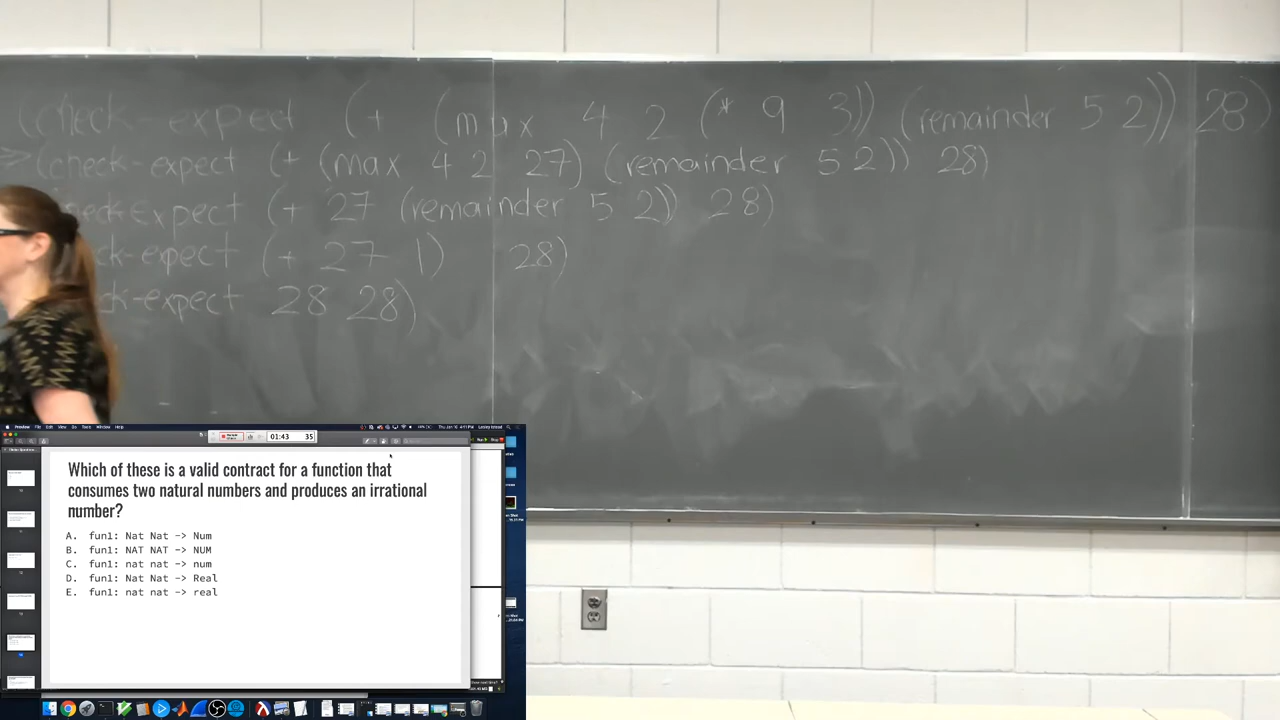 (check-expect (+ (max 4 2 (* 9 3)) (remainder 5 2)) 28)
(check-expect (+ (max 4 2 27) (remainder 5 2)) 28)
eck-expect (+ 27 (remainder 5 2)) 28)
ck-expect (+ 27 1) 28)
ck-expect 28 28)
01:43 35
Which of these is a valid contract for a function that
consumes two natural numbers and produces an irrational
number?
A. fun1: Nat Nat -> Num
B. fun1: NAT NAT -> NUM
C. fun1: nat nat -> num
D. fun1: Nat Nat -> Real
E. fun1: nat nat -> real